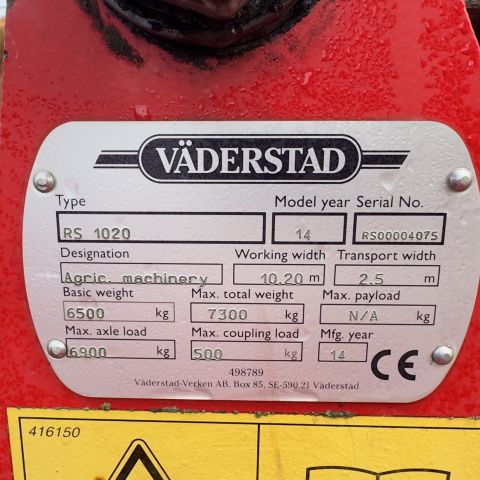 VÄDERSTAD
Type Model year Serial No.
RS 1020 14 RS00004075
Designation Working width Transport width
Agric. machinery 10.20 m 2.5 m
Basic weight Max. total weight Max. payload
6500 kg 7300 kg N/A kg
Max. axle load Max. coupling load Mfg. year
6900 kg 500 kg 14 CE
498789
Väderstad-Verken AB. Box 85. SE-590 21 Väderstad
416150